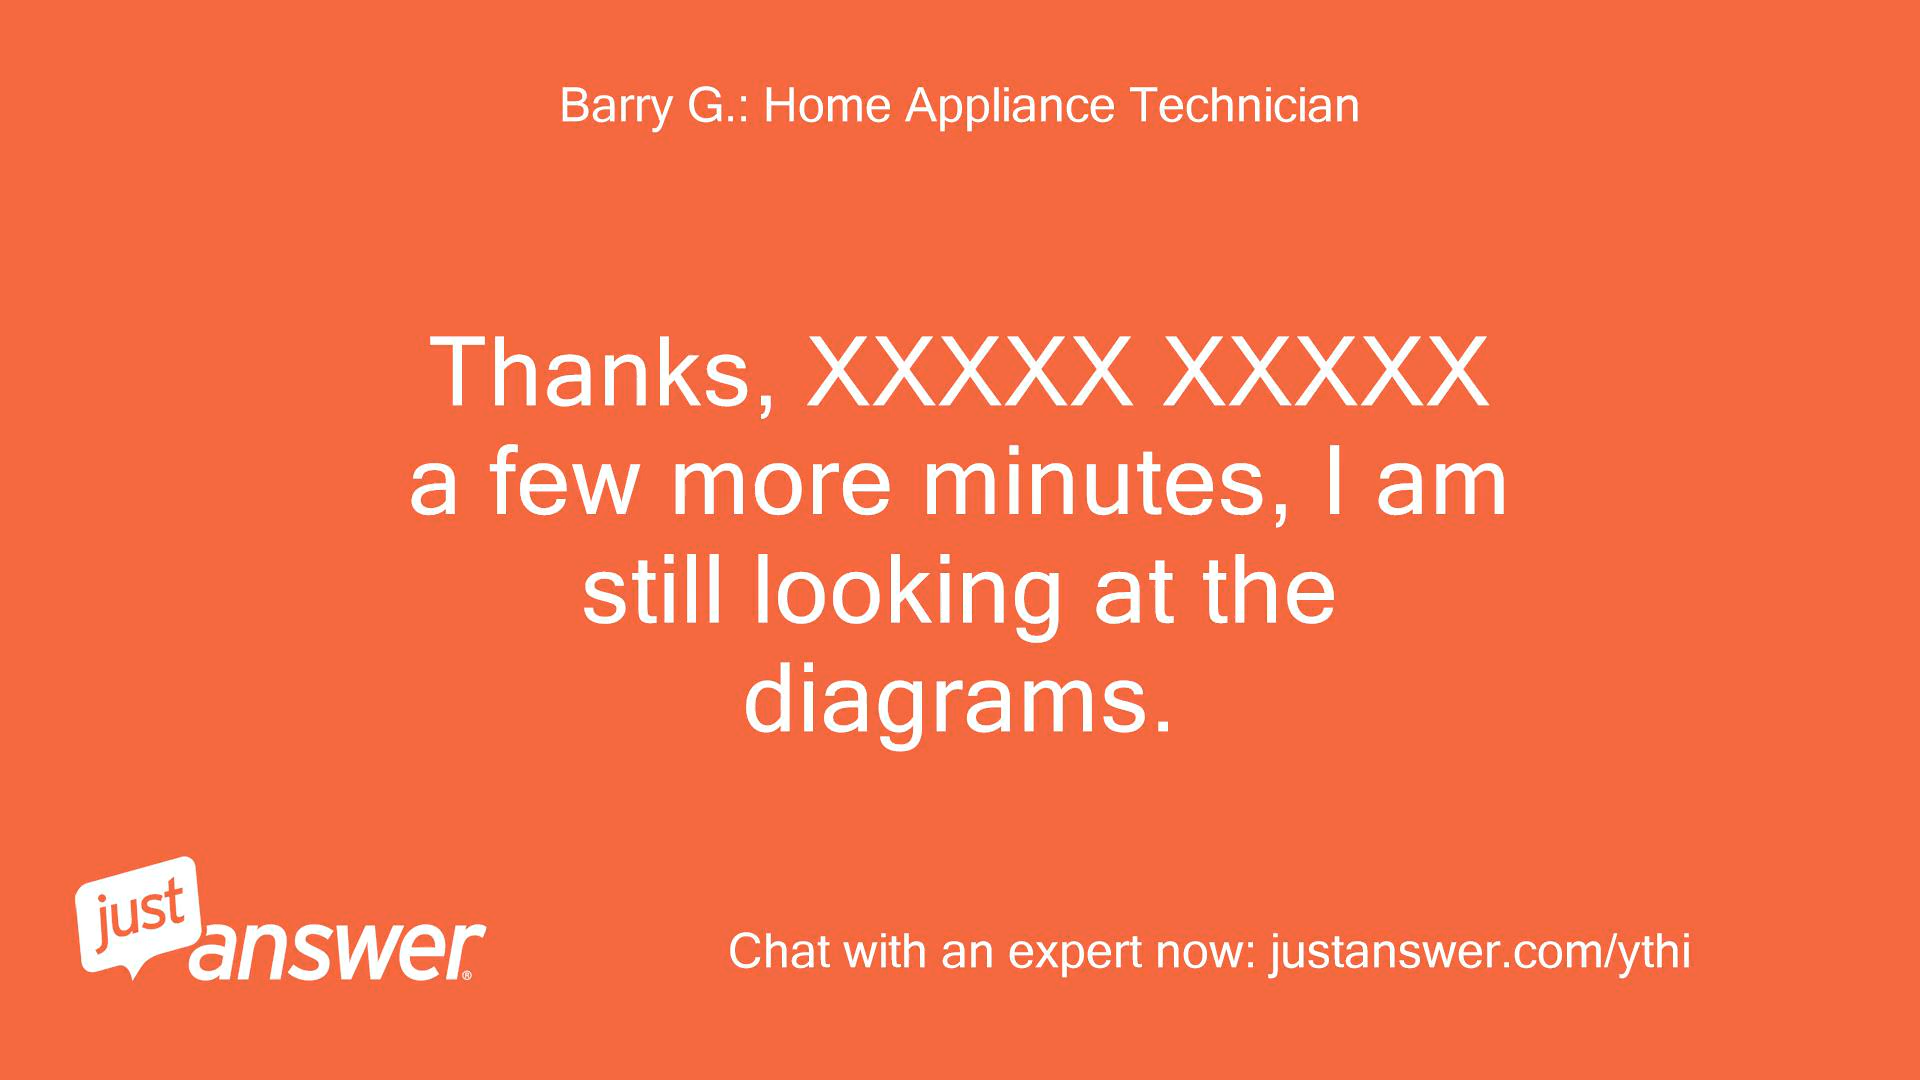 Barry G.: Home Appliance Technician
Thanks, XXXXX XXXXX
a few more minutes, I am
still looking at the
diagrams.
just
answer®
Chat with an expert now: justanswer.com/ythi